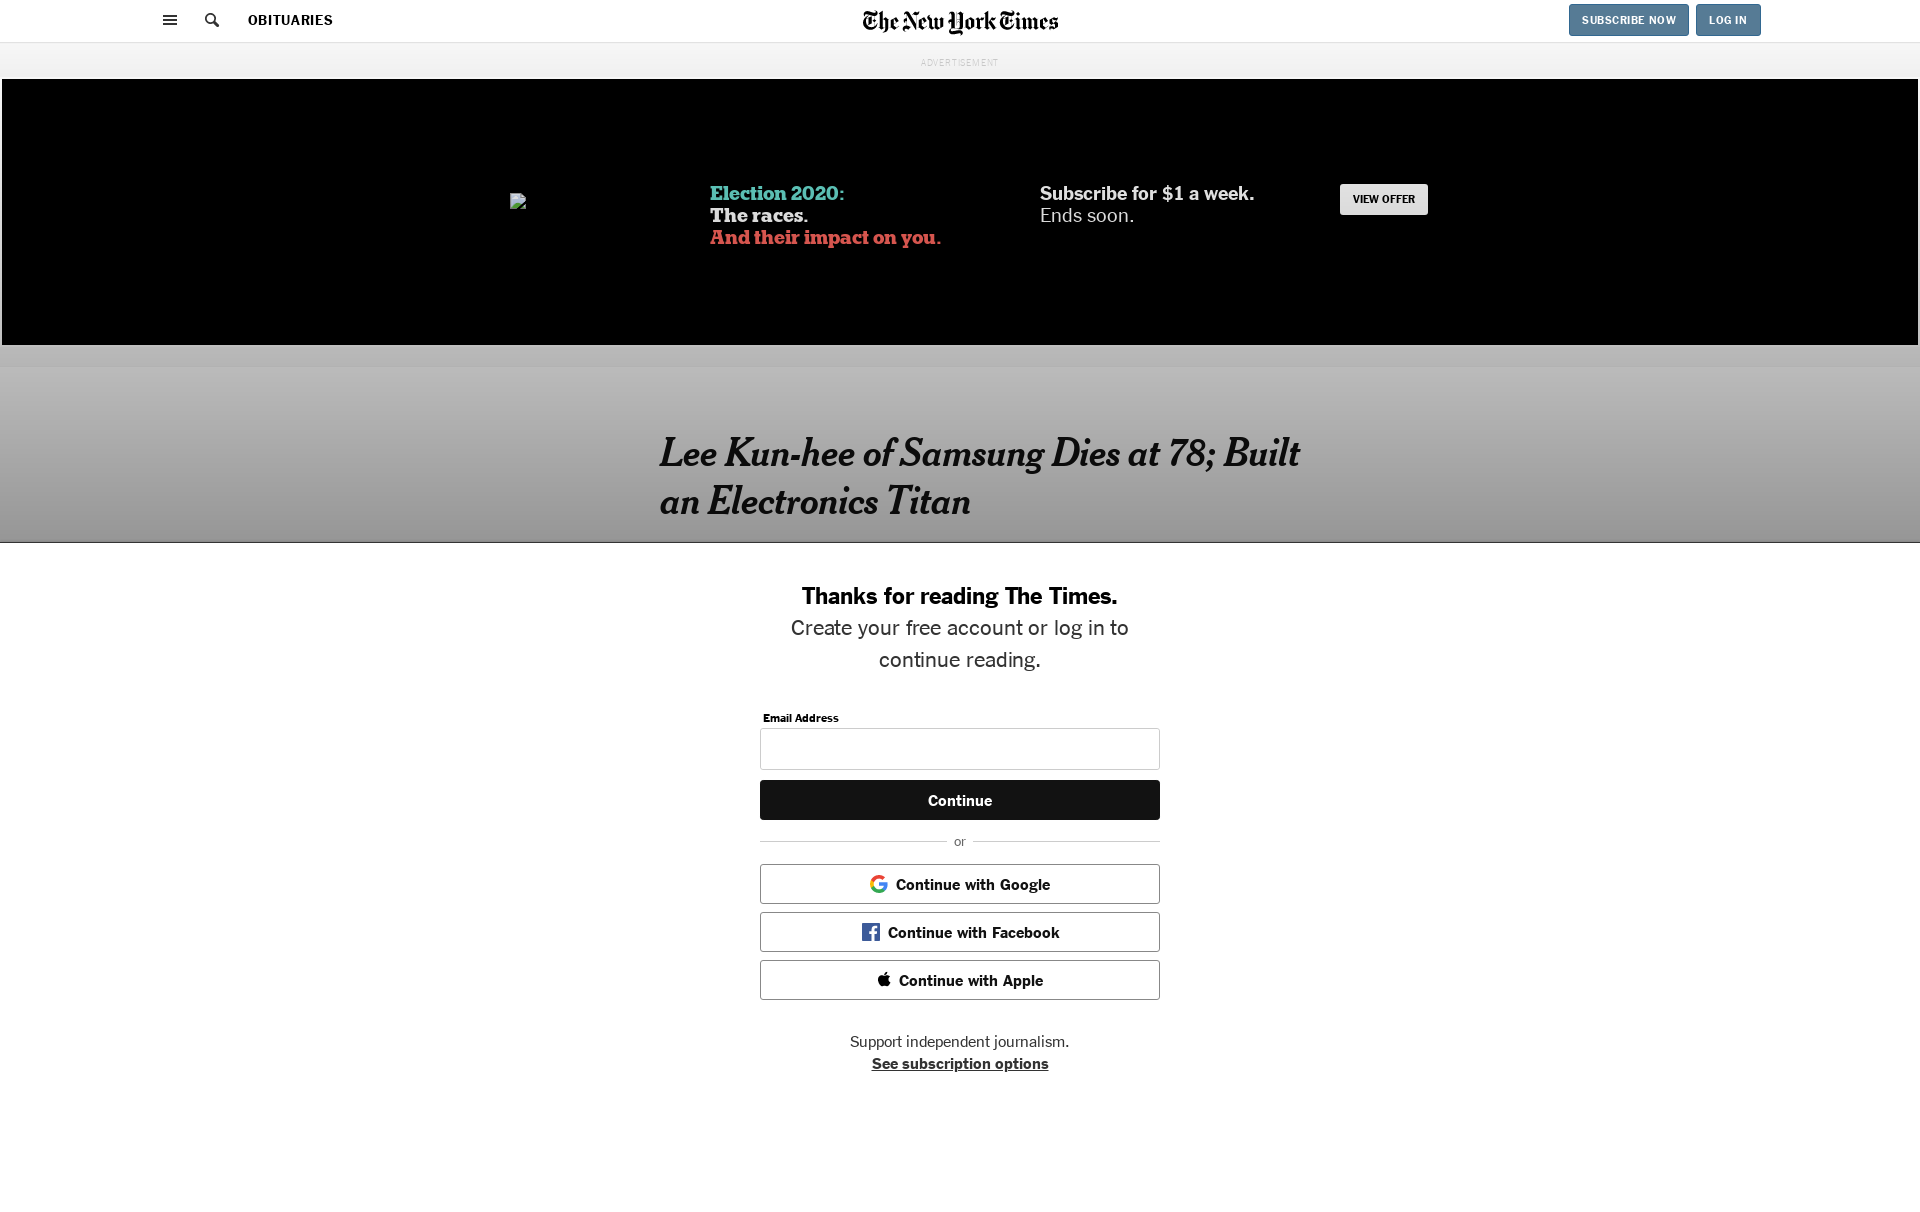 OBITUARIES
The New York Times
SUBSCRIBE NOW
LOG IN
ADVERTISEMENT
Election 2020:
The races.
And their impact on you.
Subscribe for $1 a week.
Ends soon.
VIEW OFFER
Lee Kun-hee of Samsung Dies at 78; Built
an Electronics Titan
Thanks for reading The Times.
Create your free account or log in to
continue reading.
Email Address
Continue
or
Continue with Google
Continue with Facebook
Continue with Apple
Support independent journalism.
See subscription options